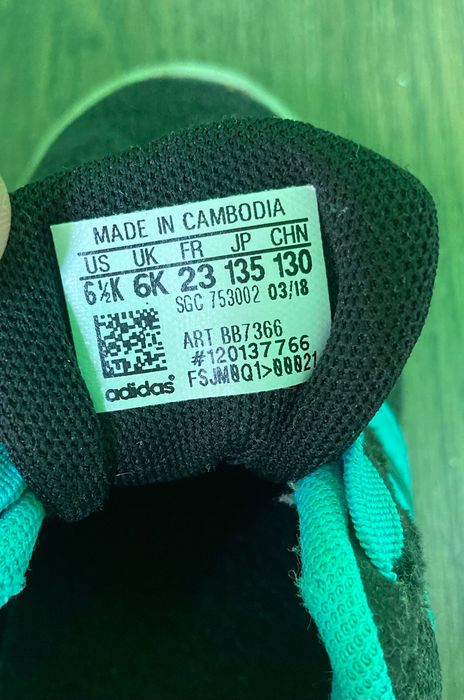 MADE IN CAMBODIA
US UK FR JP CHN
6½K 6K 23 135 130
SGC 753002 03/18
ART BB7366
#120137766
FSJM0Q1>00021
adidas®